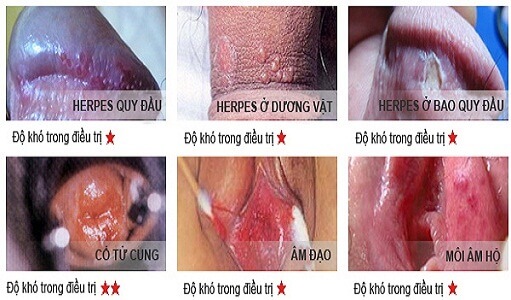 HERPES QUY ĐẦU
HERPES Ở DƯƠNG VẬT
HERPES Ở BAO QUY ĐẦU
Độ khó trong điều trị ★
Độ khó trong điều trị ★
Độ khó trong điều trị ★
CỔ TỬ CUNG
ÂM ĐẠO
MÔI ÂM HỘ
Độ khó trong điều trị ★★
Độ khó trong điều trị ★
Độ khó trong điều trị ★